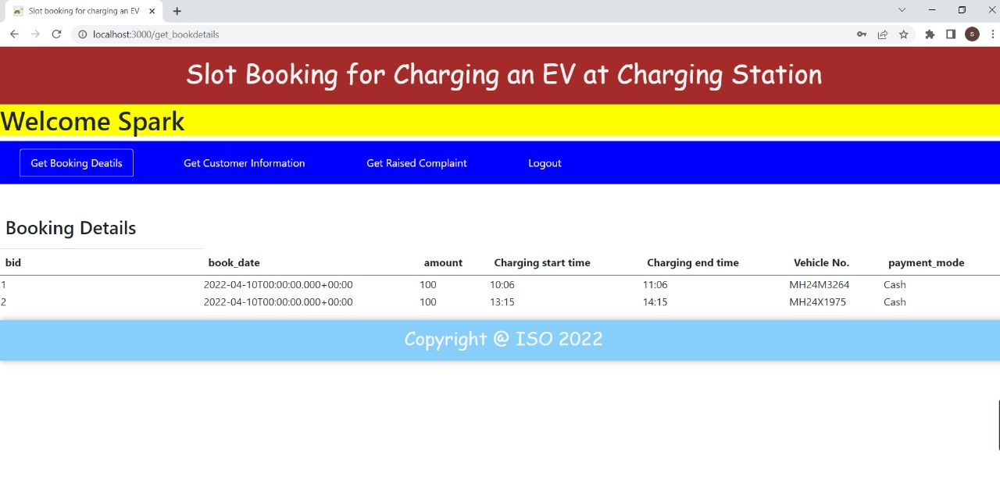 Slot booking for charging an EV
localhost:3000/get_bookdetails
S
Slot Booking for Charging an EV at Charging Station
Welcome Spark
Get Booking Deatils Get Customer Information Get Raised Complaint Logout
Booking Details
bid book_date amount Charging start time Charging end time Vehicle No. payment_mode
1 2022-04-10T00:00:00.000+00:00 100 10:06 11:06 MH24M3264 Cash
2 2022-04-10T00:00:00.000+00:00 100 13:15 14:15 MH24X1975 Cash
Copyright @ ISO 2022